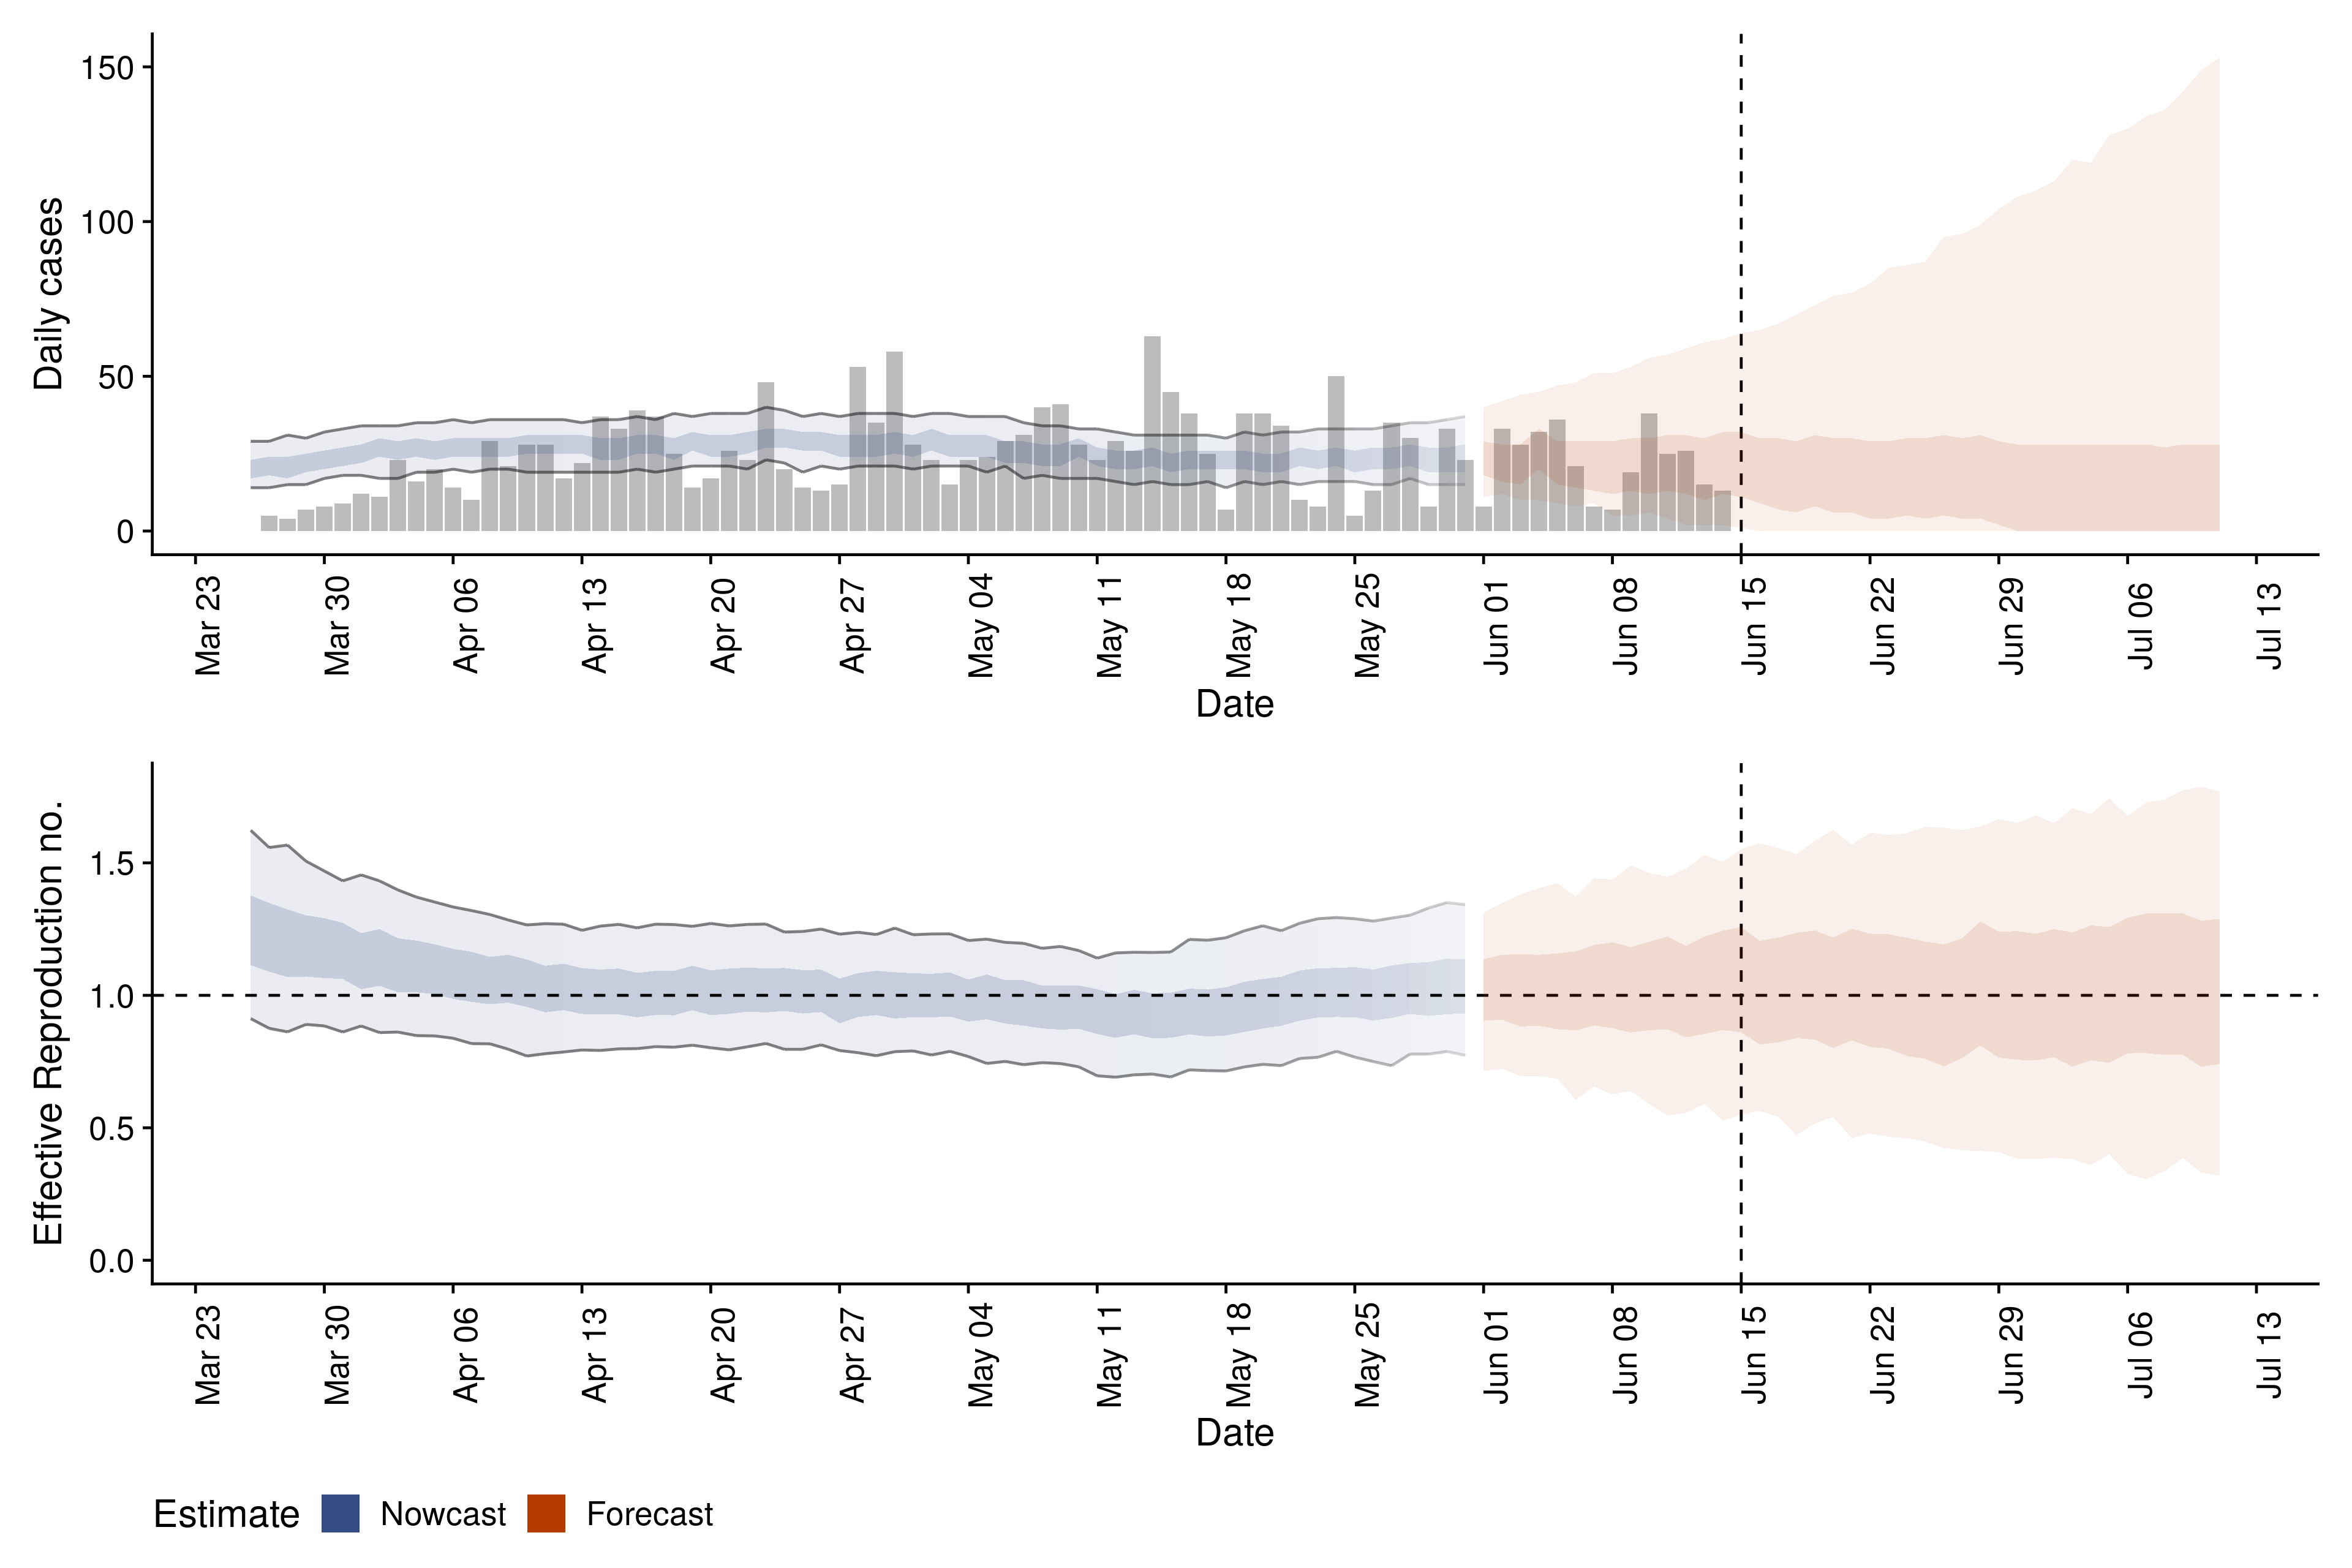 150
100
50
0
Daily cases
Mar 23
Mar 30
Apr 06
Apr 13
Apr 20
Apr 27
May 04
May 11
May 18
May 25
Jun 01
Jun 08
Jun 15
Jun 22
Jun 29
Jul 06
Jul 13
Date
1.5
1.0
0.5
0.0
Effective Reproduction no.
Mar 23
Mar 30
Apr 06
Apr 13
Apr 20
Apr 27
May 04
May 11
May 18
May 25
Jun 01
Jun 08
Jun 15
Jun 22
Jun 29
Jul 06
Jul 13
Date
Estimate Nowcast Forecast